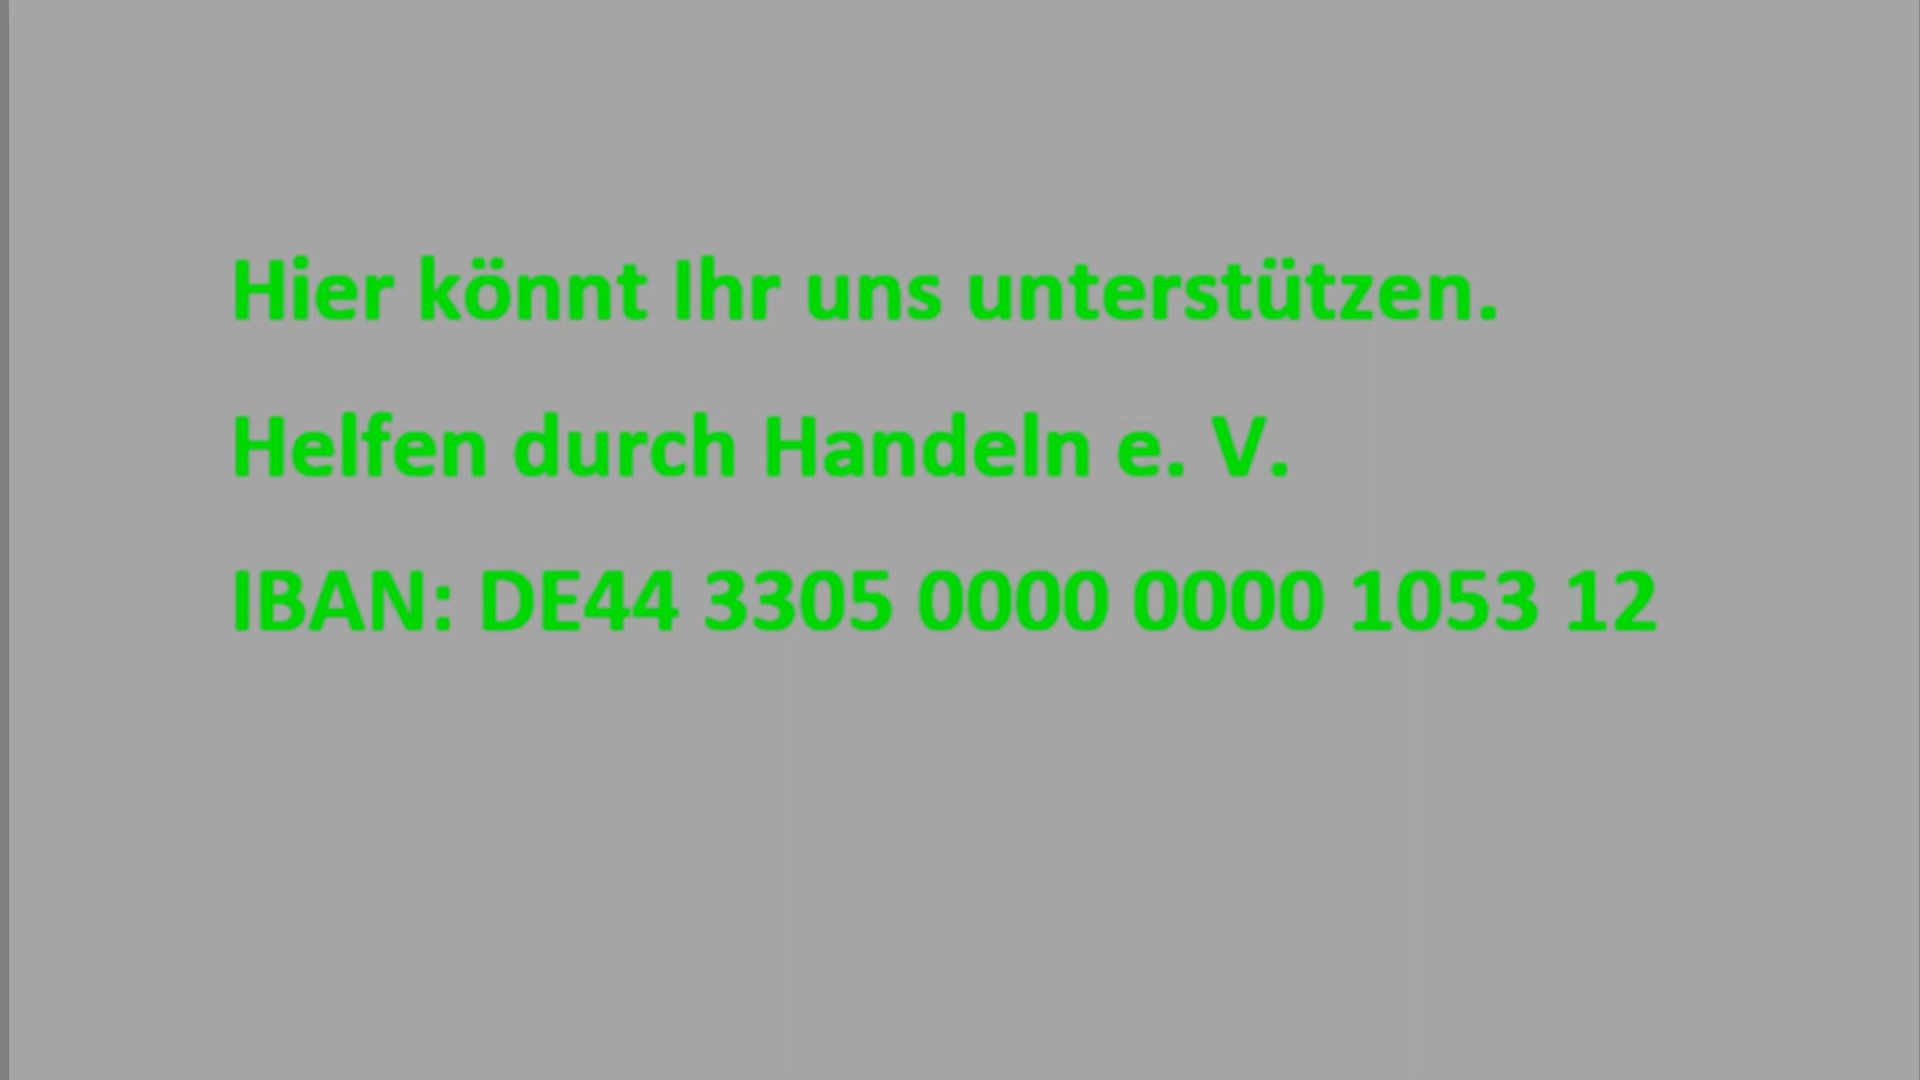 Hier könnt Ihr uns unterstützen.
Helfen durch Handeln e. V.
IBAN: DE44 3305 0000 0000 1053 12